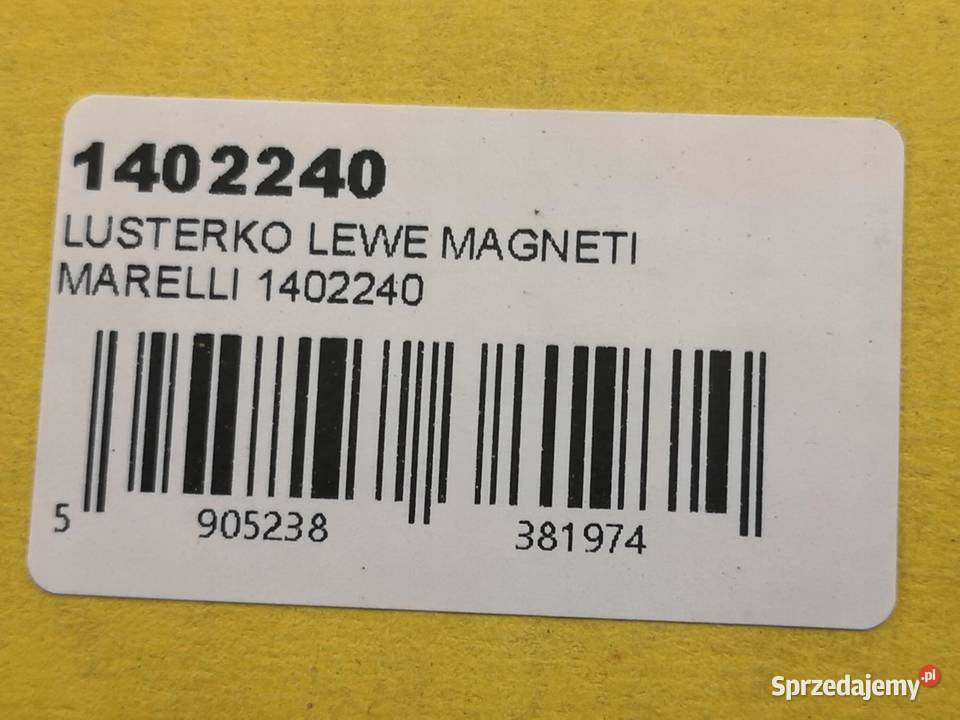 1402240
LUSTERKO LEWE MAGNETI
MARELLI 1402240
5 905238 381974
Sprzedajemy.pl